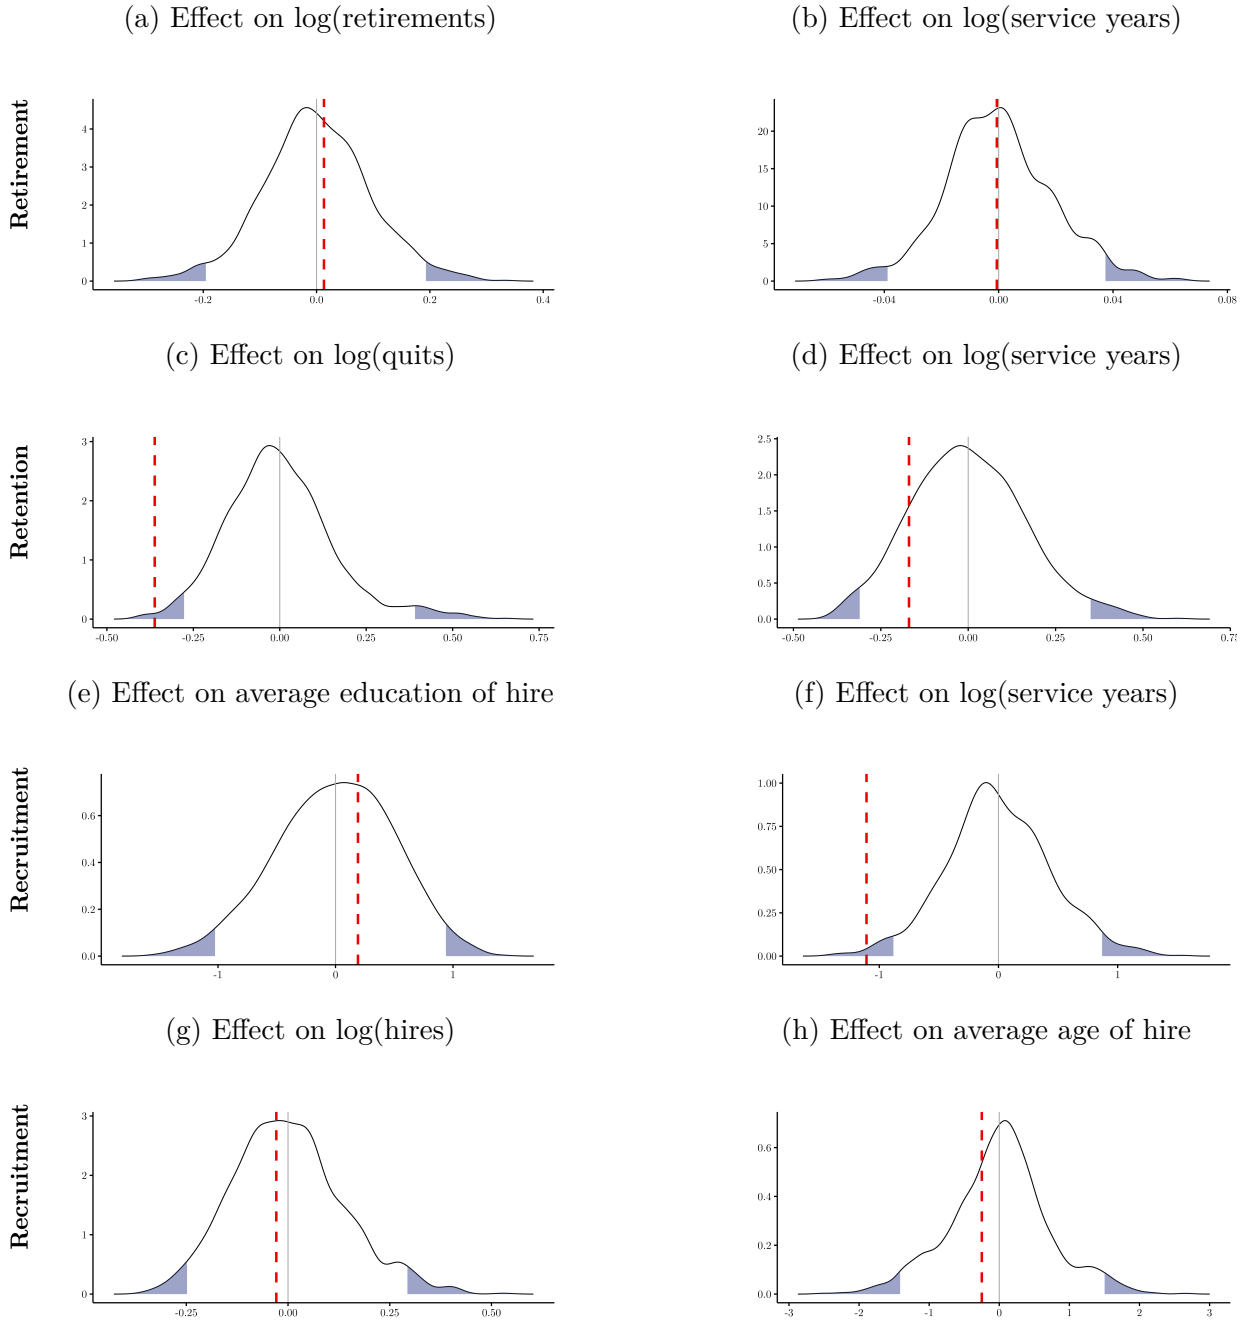 (a) Effect on log(retirements)
(b) Effect on log(service years)
Retirement
4
3
2
1
0
-0.2 0.0 0.2 0.4
20
15
10
5
0
-0.04 0.00 0.04 0.08
(c) Effect on log(quits)
(d) Effect on log(service years)
Retention
3
2
1
0
-0.50 -0.25 0.00 0.25 0.50 0.75
2.5
2.0
1.5
1.0
0.5
0.0
-0.50 -0.25 0.00 0.25 0.50 0.75
(e) Effect on average education of hire
(f) Effect on log(service years)
Recruitment
0.6
0.4
0.2
0.0
-1 0 1
1.00
0.75
0.50
0.25
0.00
-1 0 1
(g) Effect on log(hires)
(h) Effect on average age of hire
Recruitment
3
2
1
0
-0.25 0.00 0.25 0.50
0.6
0.4
0.2
0.0
-3 -2 -1 0 1 2 3